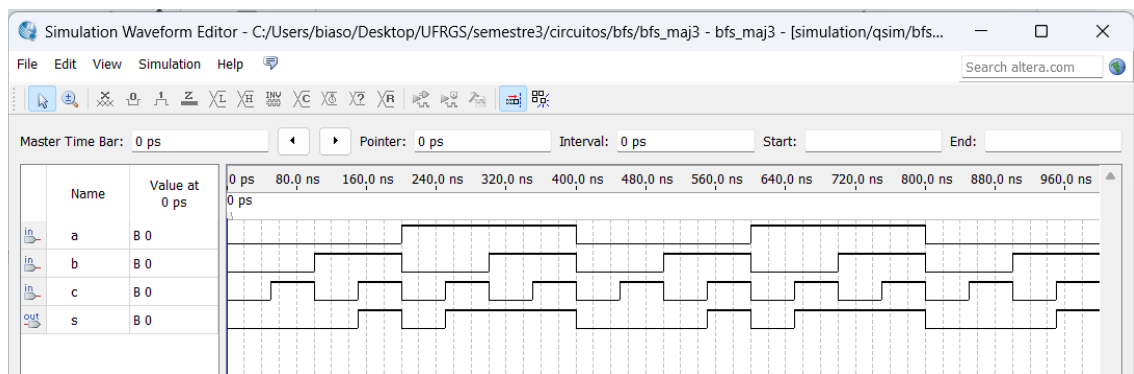 Simulation Waveform Editor - C:/Users/biaso/Desktop/UFRGS/semestre3/circuitos/bfs/bfs_maj3 - bfs_maj3 - [simulation/qsim/bfs...
File Edit View Simulation Help
Search altera.com
Master Time Bar: 0 ps Pointer: 0 ps Interval: 0 ps Start: End:
Name Value at 0 ps
0 ps 80.0 ns 160.0 ns 240.0 ns 320.0 ns 400.0 ns 480.0 ns 560.0 ns 640.0 ns 720.0 ns 800.0 ns 880.0 ns 960.0 ns
0 ps
in a B 0
in b B 0
in c B 0
out s B 0